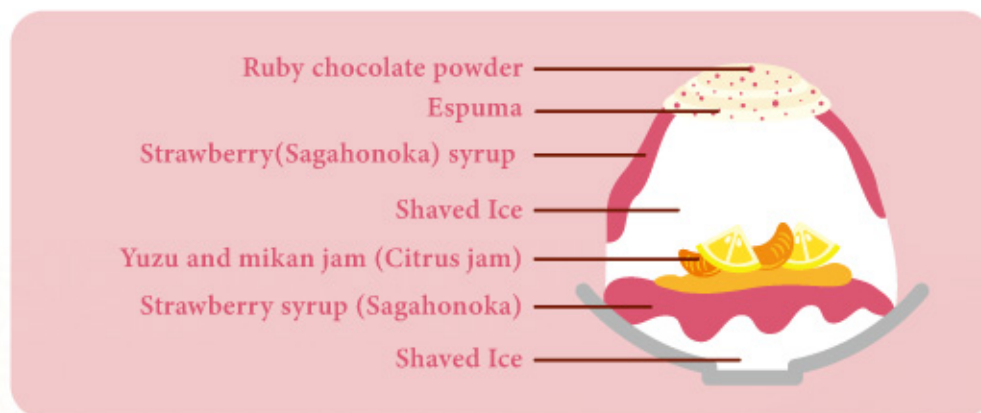 Ruby chocolate powder
Espuma
Strawberry(Sagahonoka) syrup
Shaved Ice
Yuzu and mikan jam (Citrus jam)
Strawberry syrup (Sagahonoka)
Shaved Ice